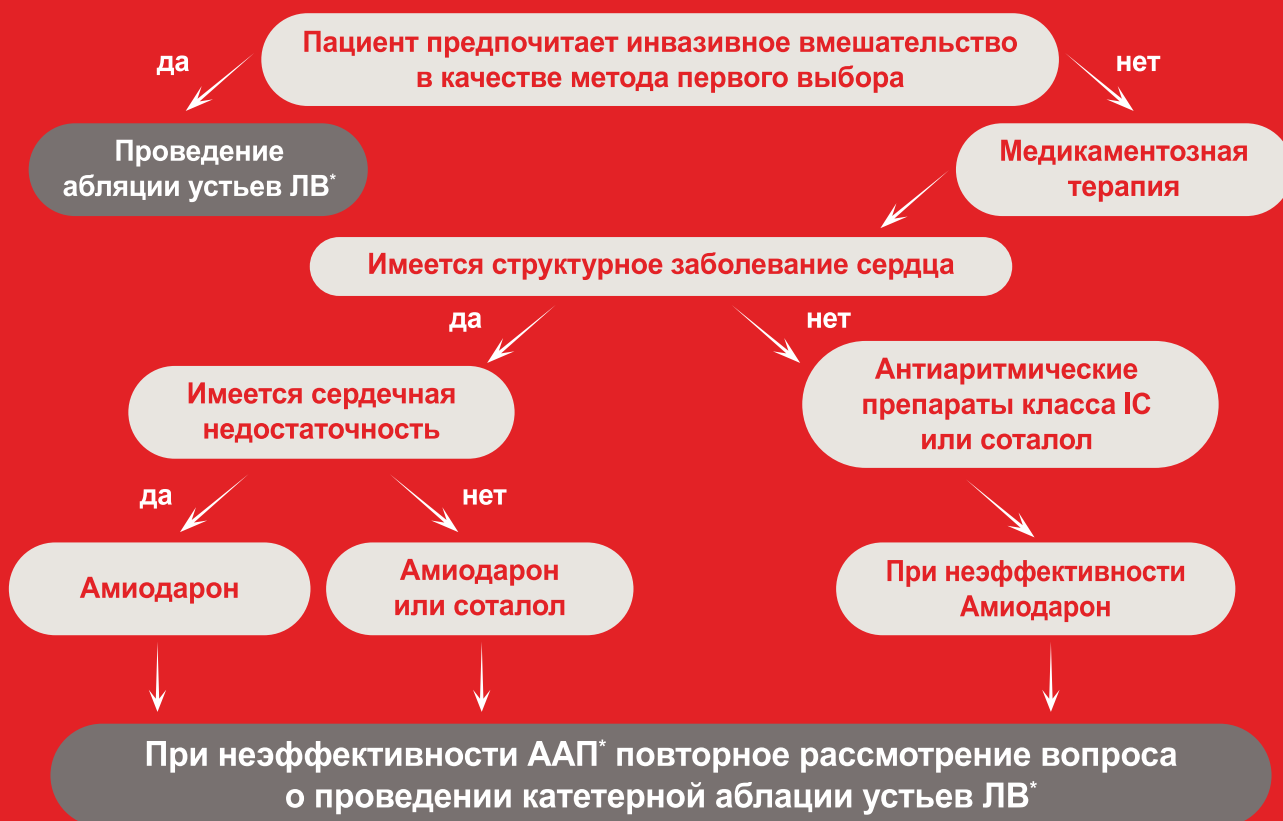 Пациент предпочитает инвазивное вмешательство
в качестве метода первого выбора
да
нет
Проведение
абляции устьев ЛВ*
Медикаментозная
терапия
Имеется структурное заболевание сердца
да
нет
Имеется сердечная
недостаточность
Антиаритмические
препараты класса IC
или соталол
да
нет
Амиодарон
Амиодарон
или соталол
При неэффективности
Амиодарон
При неэффективности ААП* повторное рассмотрение вопроса
о проведении катетерной аблации устьев ЛВ*